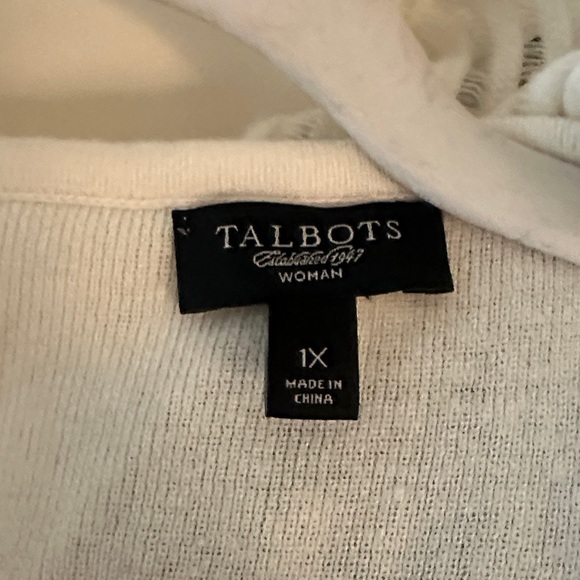 TALBOTS
Established 1947
WOMAN
1X
MADE IN
CHINA